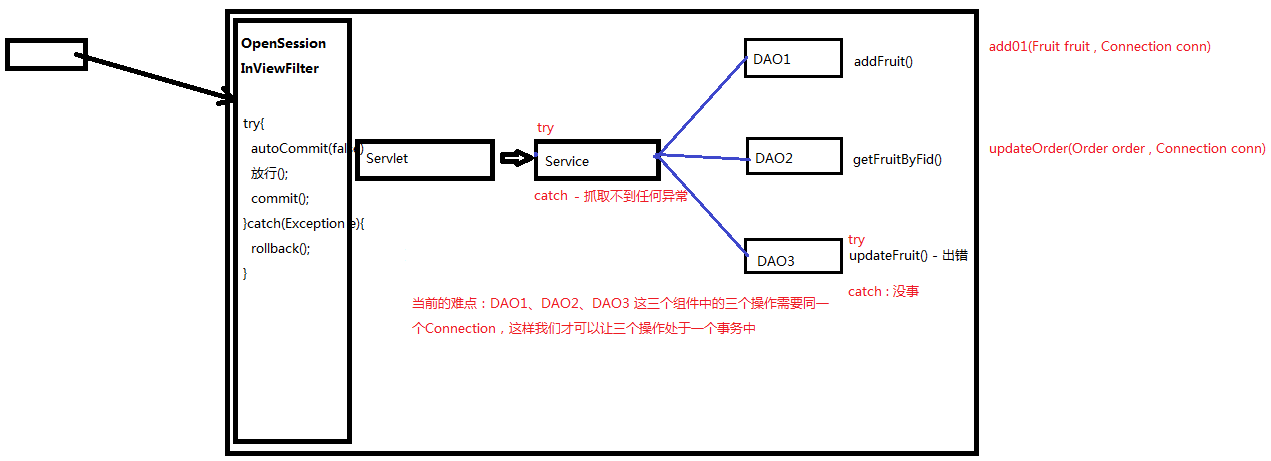 OpenSession
InViewFilter
try{
autoCommit(false)
放行();
commit();
}catch(Exception e){
rollback();
}
Servlet
try
Service
catch - 抓取不到任何异常
DAO1
addFruit()
add01(Fruit fruit , Connection conn)
DAO2
getFruitByFid()
updateOrder(Order order , Connection conn)
try
DAO3
updateFruit() - 出错
catch : 没事
当前的难点：DAO1、DAO2、DAO3 这三个组件中的三个操作需要同一
个Connection，这样我们才可以让三个操作处于一个事务中